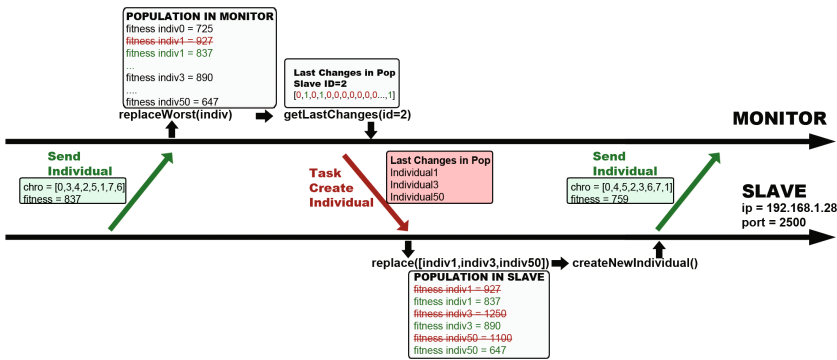 POPULATION IN MONITOR
fitness indiv0 = 725
fitness indiv1 = 927
fitness indiv1 = 837
...
fitness indiv3 = 890
....
fitness indiv50 = 647
replaceWorst(indiv)
Last Changes in Pop
Slave ID=2
[0,1,0,1,0,0,0,0,0,0,0...,1]
getLastChanges(id=2)
MONITOR
Send
Individual
chro = [0,3,4,2,5,1,7,6]
fitness = 837
Task
Create
Individual
Last Changes in Pop
Individual1
Individual3
Individual50
Send
Individual
chro = [0,4,5,2,3,6,7,1]
fitness = 759
SLAVE
ip = 192.168.1.28
port = 2500
replace([indiv1,indiv3,indiv50])
createNewIndividual()
POPULATION IN SLAVE
fitness indiv1 = 927
fitness indiv1 = 837
fitness indiv3 = 1250
fitness indiv3 = 890
fitness indiv50 = 1100
fitness indiv50 = 647